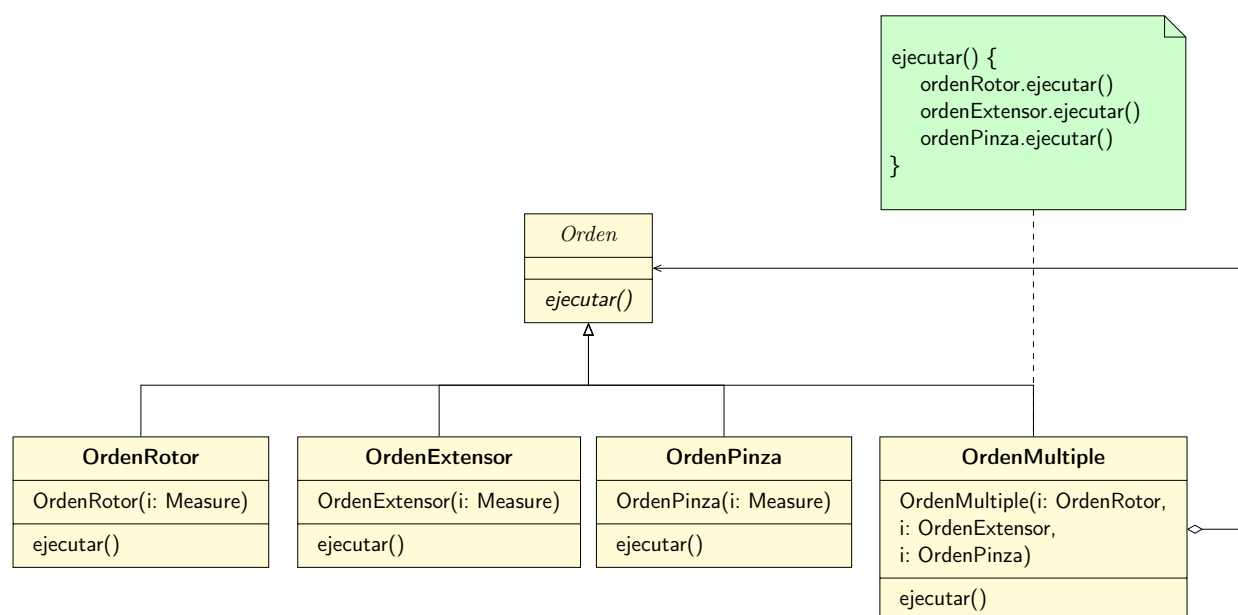 ejecutar() {
ordenRotor.ejecutar()
ordenExtensor.ejecutar()
ordenPinza.ejecutar()
}
Orden
ejecutar()
OrdenRotor
OrdenRotor(i: Measure)
ejecutar()
OrdenExtensor
OrdenExtensor(i: Measure)
ejecutar()
OrdenPinza
OrdenPinza(i: Measure)
ejecutar()
OrdenMultiple
OrdenMultiple(i: OrdenRotor,
i: OrdenExtensor,
i: OrdenPinza)
ejecutar()